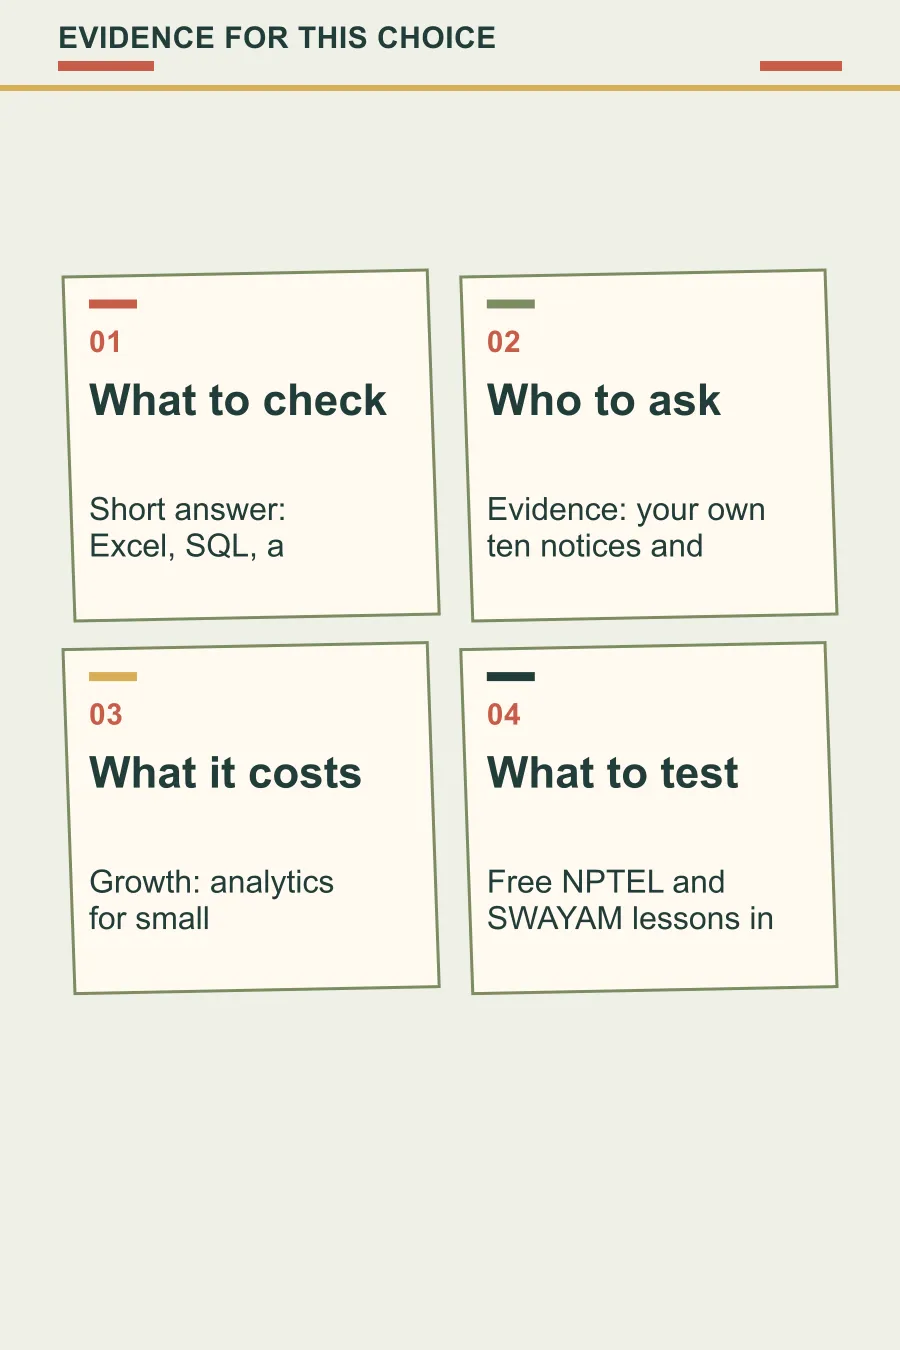 EVIDENCE FOR THIS CHOICE
01
What to check
Short answer:
Excel, SQL, a
02
Who to ask
Evidence: your own
ten notices and
03
What it costs
Growth: analytics
for small
04
What to test
Free NPTEL and
SWAYAM lessons in